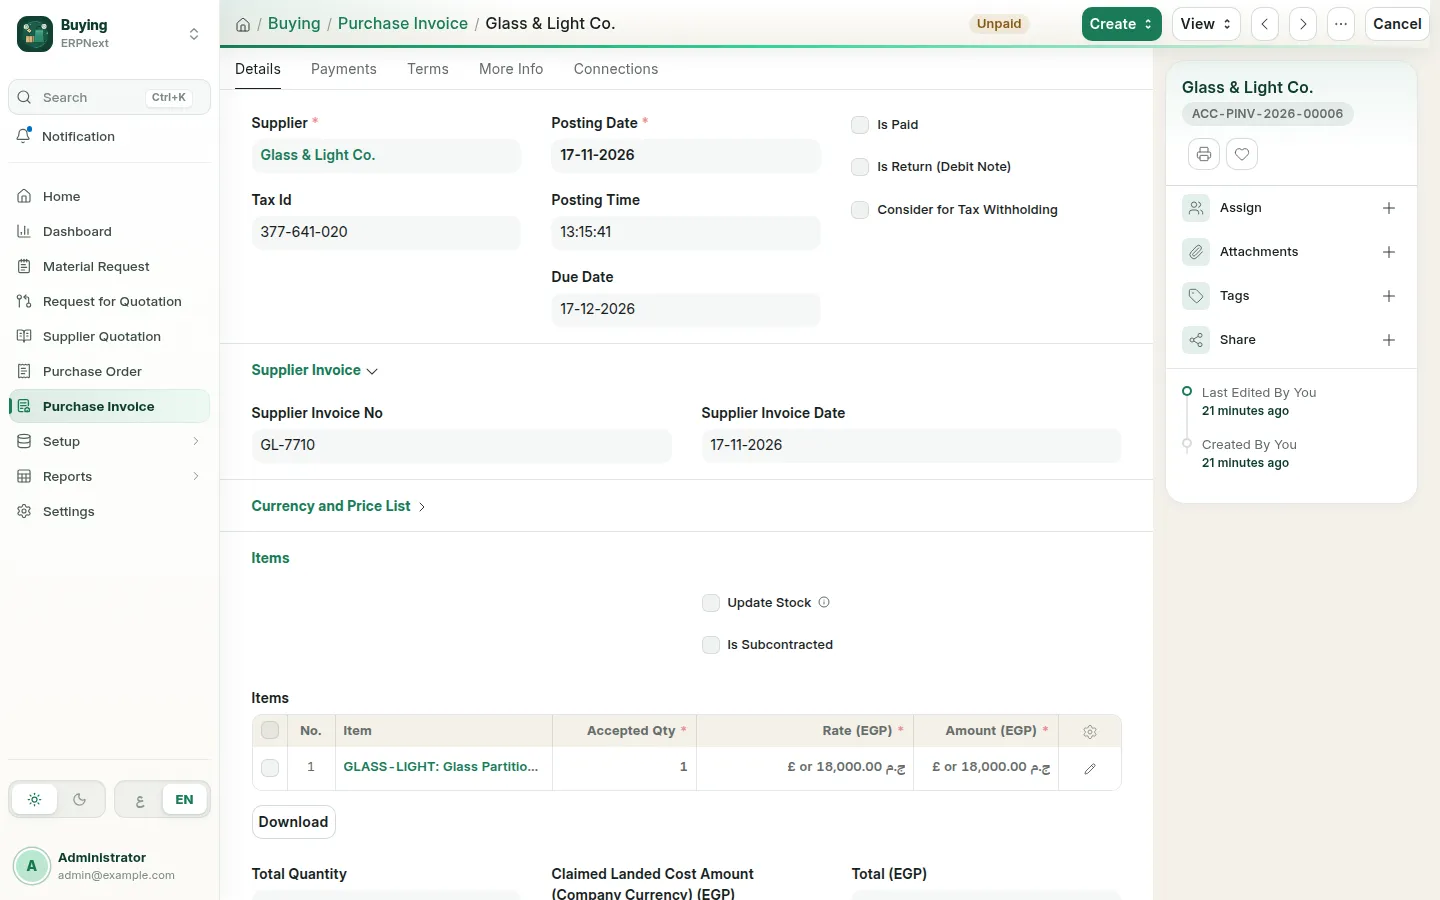 Buying
ERPNext
Search
Ctrl+K
Notification
Home
Dashboard
Material Request
Request for Quotation
Supplier Quotation
Purchase Order
Purchase Invoice
Setup
Reports
Settings
ع
EN
A
Administrator
admin@example.com
/ Buying / Purchase Invoice / Glass & Light Co.
Unpaid
Create
View
Cancel
Details
Payments
Terms
More Info
Connections
Supplier *
Glass & Light Co.
Tax Id
377-641-020
Posting Date *
17-11-2026
Posting Time
13:15:41
Due Date
17-12-2026
Is Paid
Is Return (Debit Note)
Consider for Tax Withholding
Supplier Invoice
Supplier Invoice No
GL-7710
Supplier Invoice Date
17-11-2026
Currency and Price List
Items
Update Stock
Is Subcontracted
Items
No. Item Accepted Qty * Rate (EGP) * Amount (EGP) *
1 GLASS-LIGHT: Glass Partitio... 1 £ or 18,000.00 ج.م £ or 18,000.00 ج.م
Download
Total Quantity
Claimed Landed Cost Amount
(Company Currency) (EGP)
Total (EGP)
Glass & Light Co.
ACC-PINV-2026-00006
Assign
Attachments
Tags
Share
Last Edited By You
21 minutes ago
Created By You
21 minutes ago